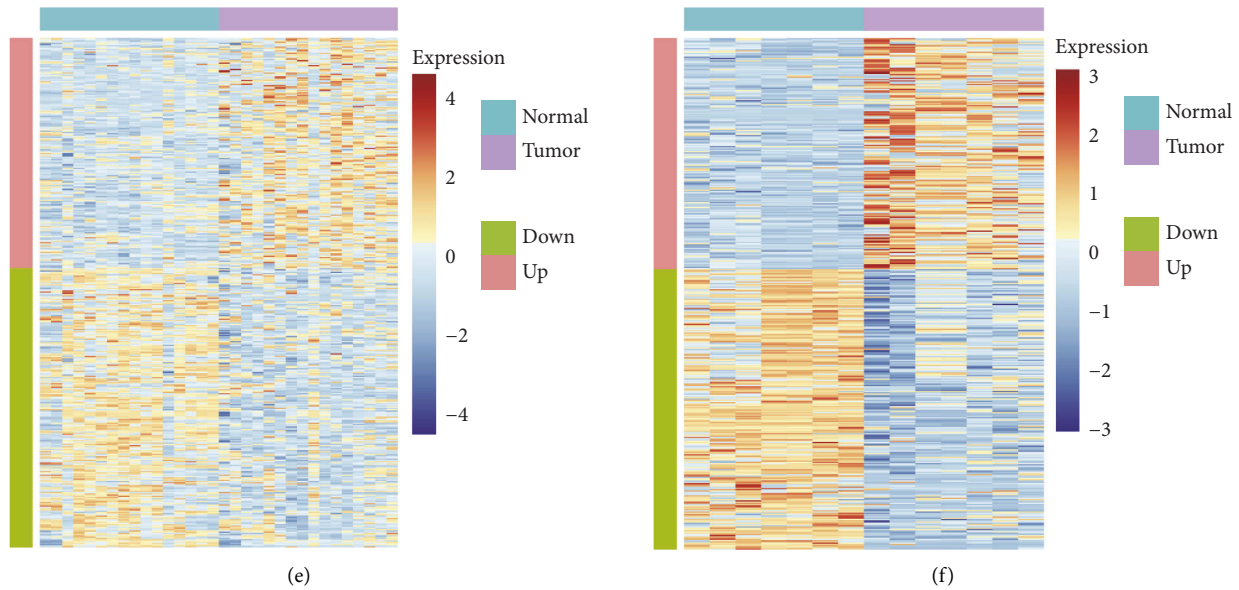 Expression
4
2
0
−2
−4
Normal
Tumor
Down
Up
(e)
Expression
3
2
1
0
−1
−2
−3
Normal
Tumor
Down
Up
(f)